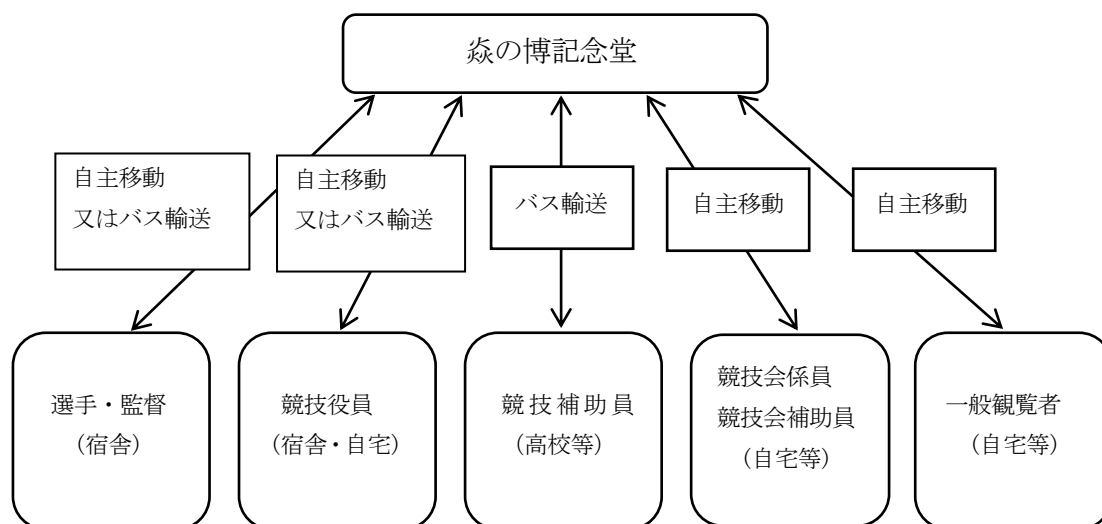 焱の博記念堂
自主移動
又はバス輸送
自主移動
又はバス輸送
バス輸送
自主移動
自主移動
選手・監督
（宿舎）
競技役員
（宿舎・自宅）
競技補助員
（高校等）
競技会係員
競技会補助員
（自宅等）
一般観覧者
（自宅等）